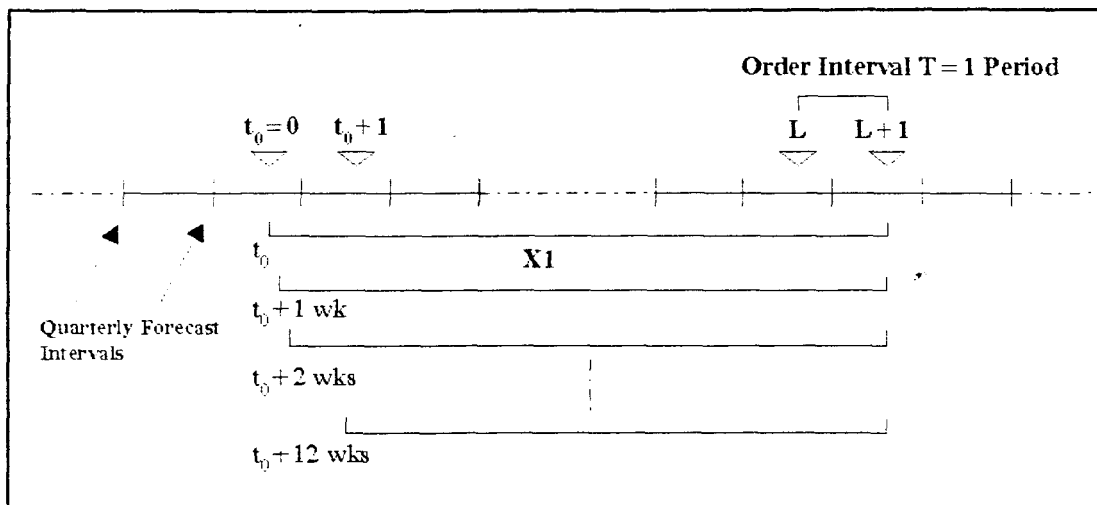 Order Interval T = 1 Period
t₀ = 0 t₀ + 1 L L + 1
t₀
X1
t₀ + 1 wk
Quarterly Forecast
Intervals
t₀ + 2 wks
t₀ + 12 wks